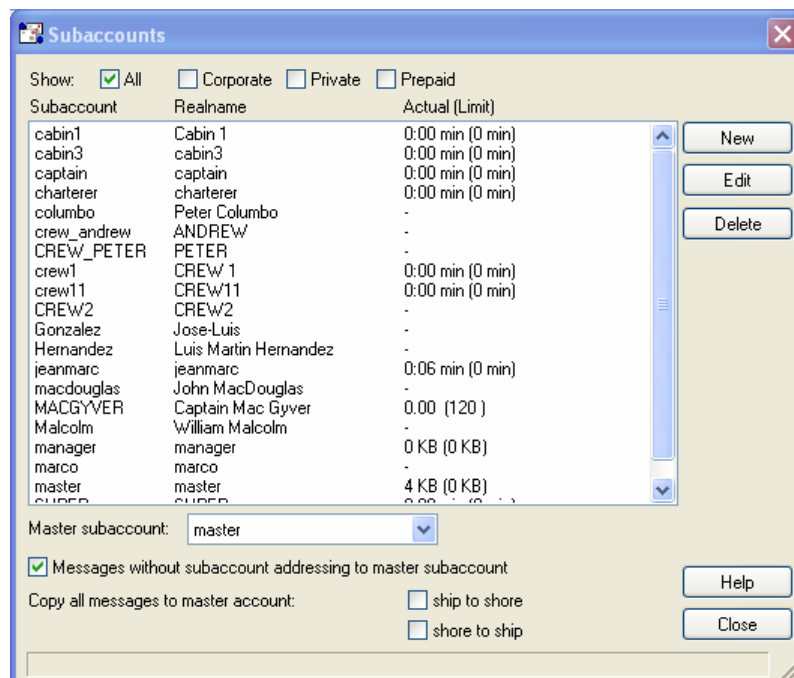 Subaccounts
Show: All Corporate Private Prepaid
Subaccount Realname Actual (Limit)
cabin1 Cabin 1 0:00 min (0 min)
cabin3 cabin3 0:00 min (0 min)
captain captain 0:00 min (0 min)
charterer charterer 0:00 min (0 min)
columbo Peter Columbo -
crew_andrew ANDREW -
CREW_PETER PETER -
crew1 CREW 1 0:00 min (0 min)
crew11 CREW11 0:00 min (0 min)
CREW2 CREW2 -
Gonzalez Jose-Luis -
Hernandez Luis Martin Hernandez -
jeanmarc jeanmarc 0:06 min (0 min)
macdouglas John MacDouglas -
MACGYVER Captain Mac Gyver 0.00 (120 )
Malcolm William Malcolm -
manager manager 0 KB (0 KB)
marco marco -
master master 4 KB (0 KB)
New
Edit
Delete
Master subaccount: master
Messages without subaccount addressing to master subaccount
Copy all messages to master account: ship to shore
shore to ship
Help
Close